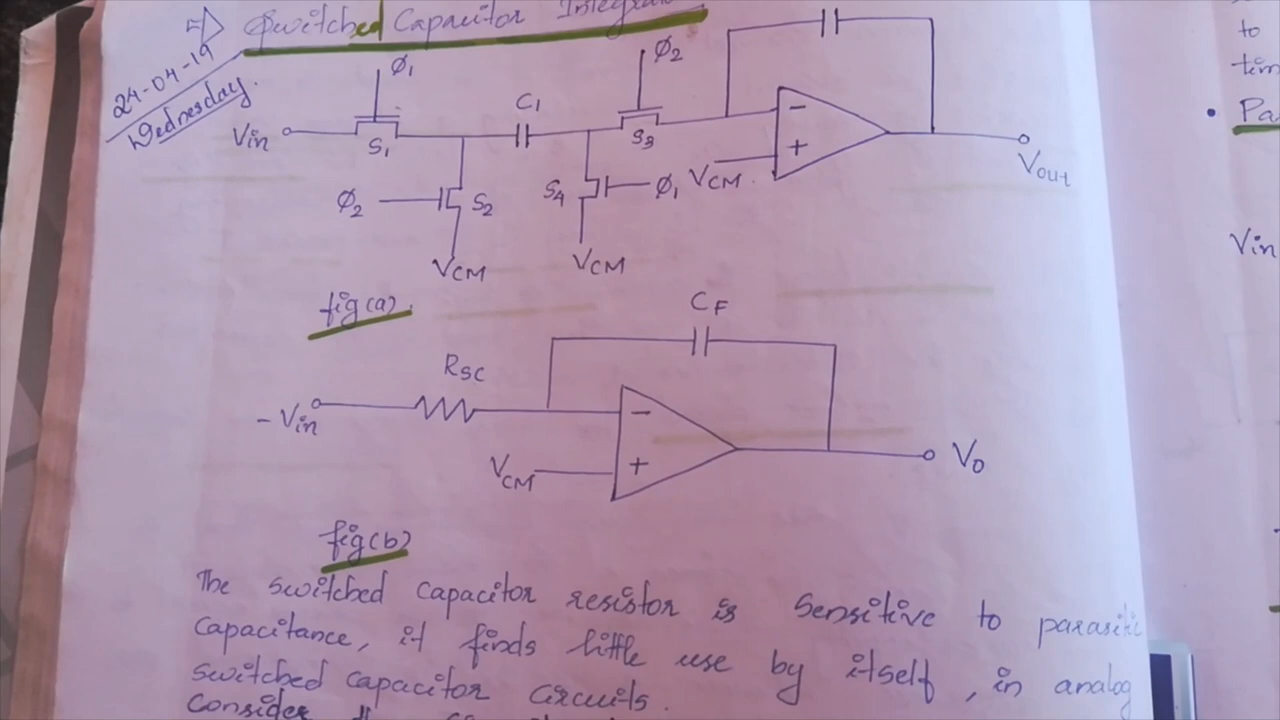 Switched Capacitor Integrat
24-04-19
Wednesday.
Φ1
Φ2
C1
Vin
S1
S3
Vout
Φ2
S2
S4
Φ1
VCM
VCM
VCM
fig(a).
CF
RSC
-Vin
VCM
Vo
fig(b)
The switched capacitor resistor is sensitive to parasitic
capacitance, it finds little use by itself, in analog
switched capacitor circuits.
Consider
to
tim
Pa
Vin